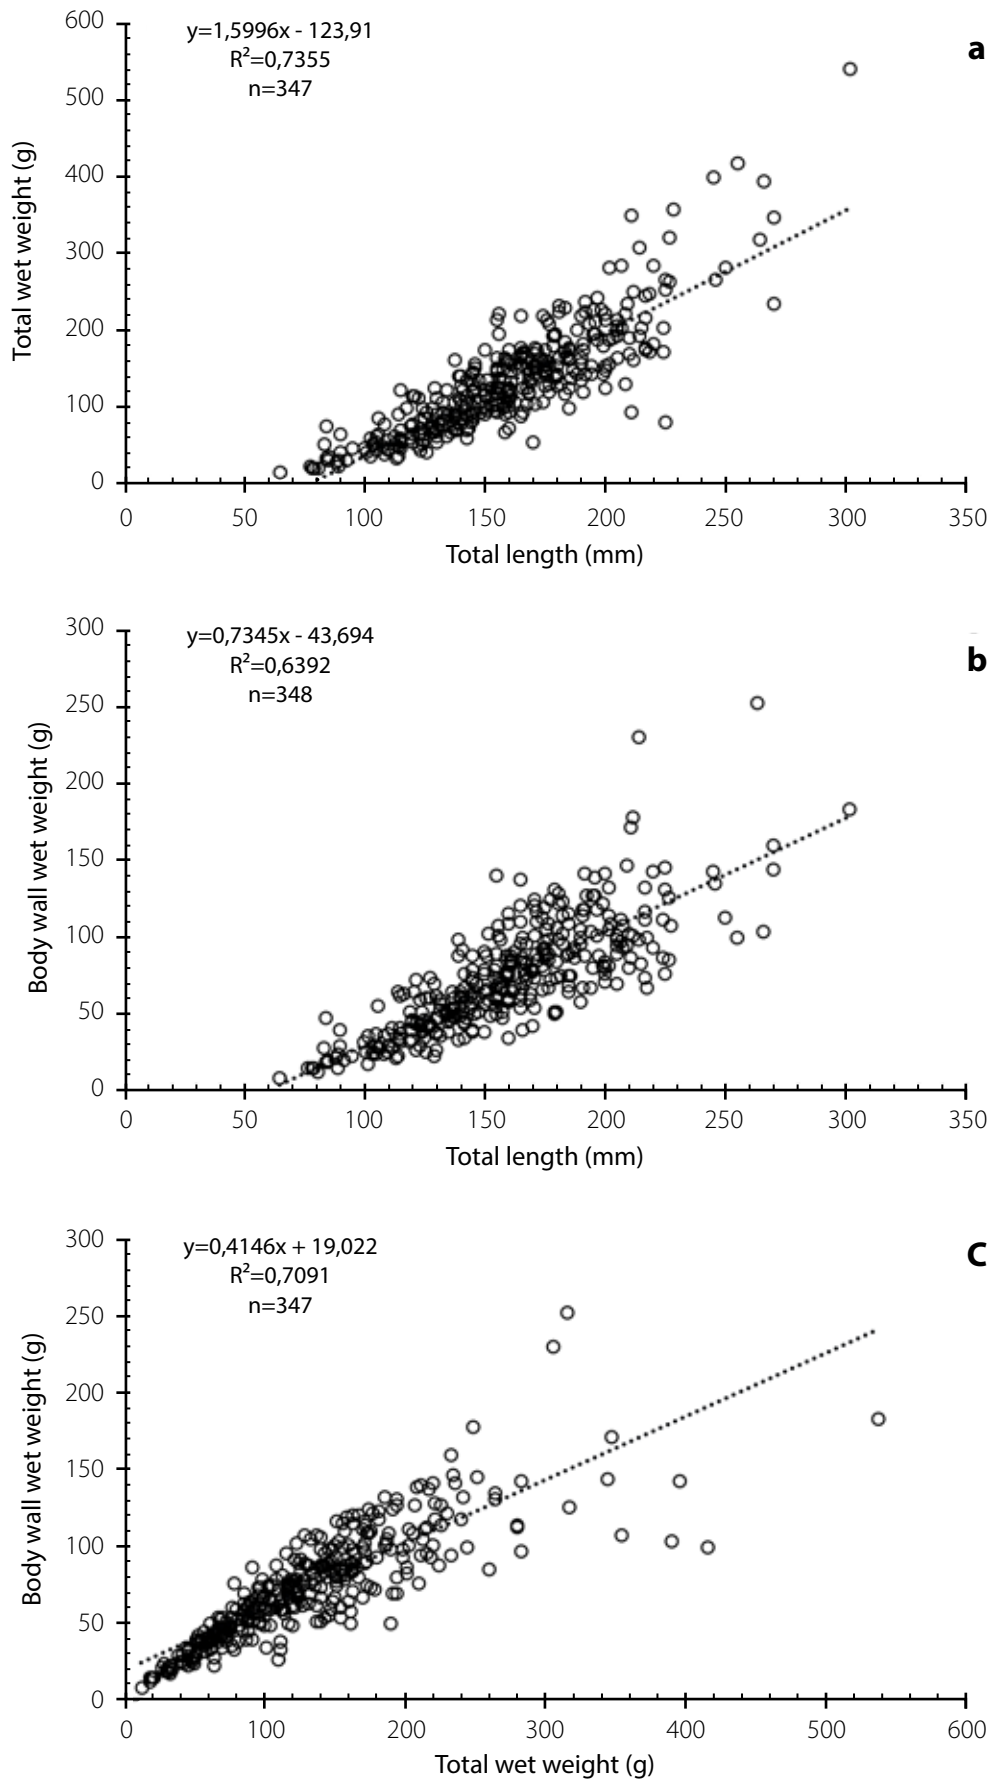 y=1,5996x - 123,91
R²=0,7355
n=347
a
Total wet weight (g)
600
500
400
300
200
100
0
0 50 100 150 200 250 300 350
Total length (mm)
y=0,7345x - 43,694
R²=0,6392
n=348
b
Body wall wet weight (g)
300
250
200
150
100
50
0
0 50 100 150 200 250 300 350
Total length (mm)
y=0,4146x + 19,022
R²=0,7091
n=347
C
Body wall wet weight (g)
300
250
200
150
100
50
0
0 100 200 300 400 500 600
Total wet weight (g)